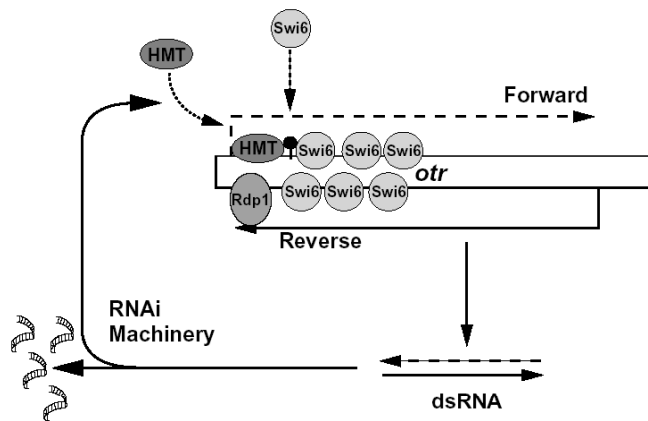 Swi6
HMT
Forward
HMT
Swi6 Swi6 Swi6
otr
Rdp1
Swi6 Swi6 Swi6
Reverse
RNAi
Machinery
dsRNA